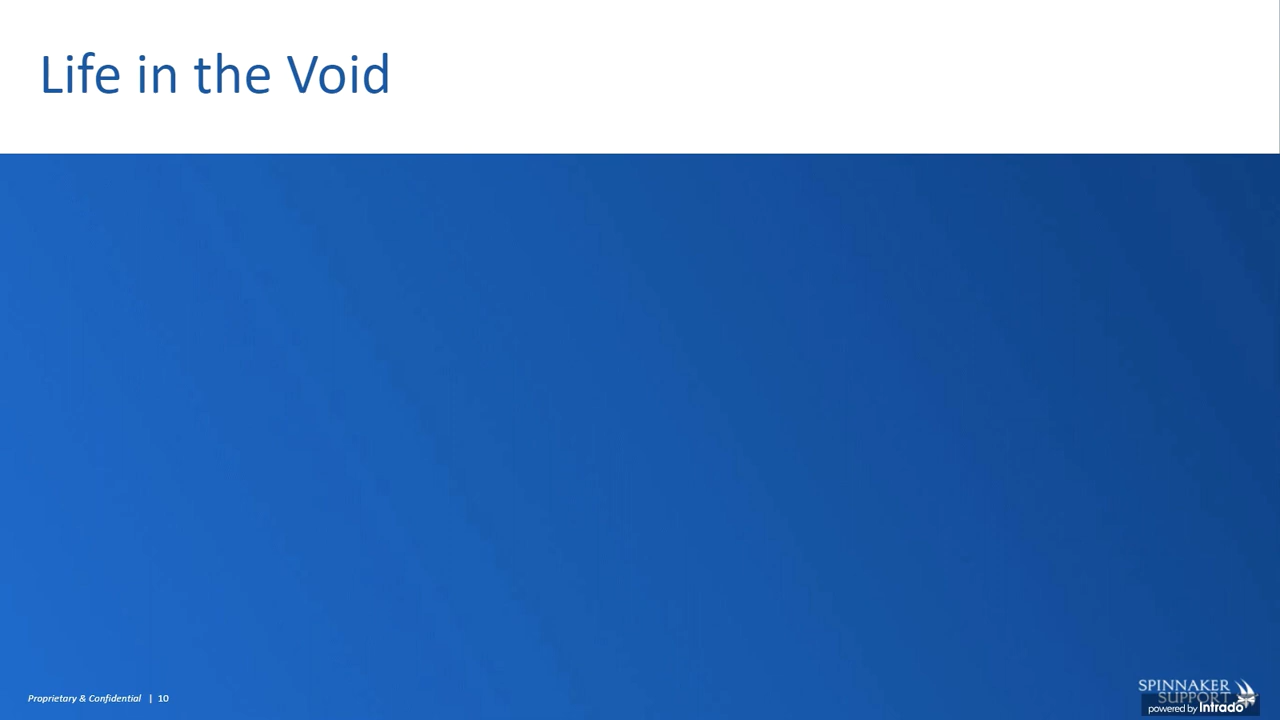 Life in the Void
Proprietary & Confidential | 10
SPINNAKER
SUPPORT
powered by Intrado